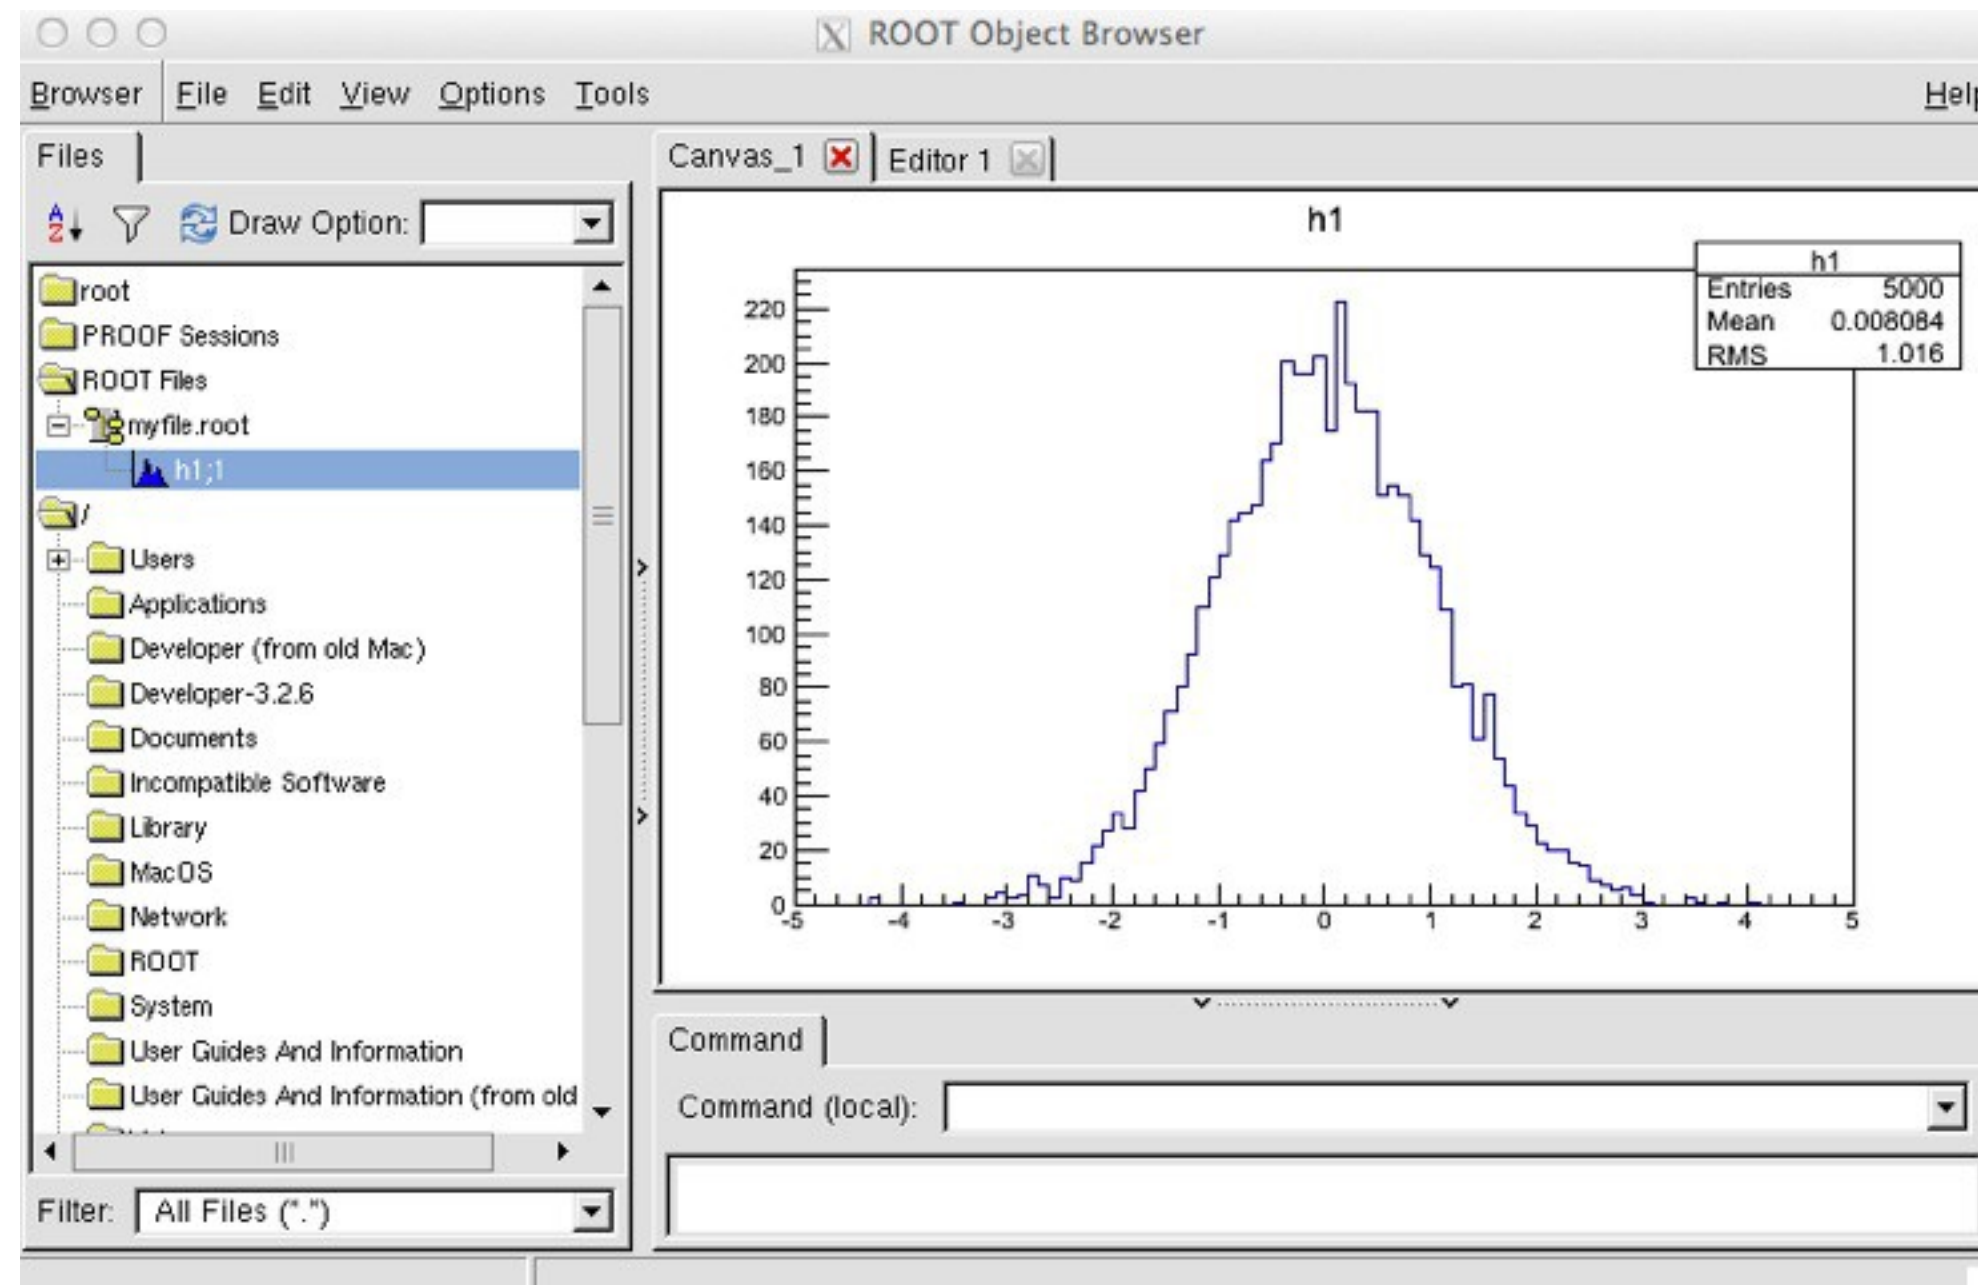 ROOT Object Browser
Browser File Edit View Options Tools
Files
Draw Option:
root
PROOF Sessions
ROOT Files
myfile.root
h1;1
/
Users
Applications
Developer (from old Mac)
Developer-3.2.6
Documents
Incompatible Software
Library
MacOS
Network
ROOT
System
User Guides And Information
User Guides And Information (from old
Filter: All Files (*.*)
Canvas_1 Editor 1
h1
h1
Entries 5000
Mean 0.008084
RMS 1.016
220
200
180
160
140
120
100
80
60
40
20
0
-5 -4 -3 -2 -1 0 1 2 3 4 5
Command
Command (local):